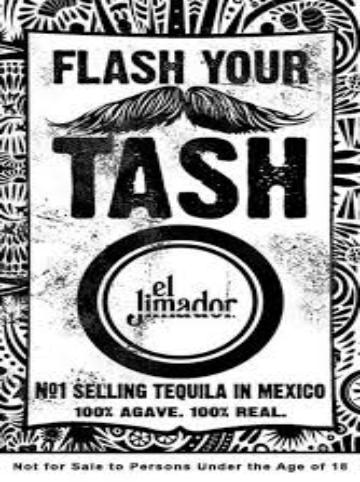 FLASH YOUR
TASH
el
Jimador
Nº1 SELLING TEQUILA IN MEXICO
100% AGAVE. 100% REAL.
Not for Sale to Persons Under the Age of 18